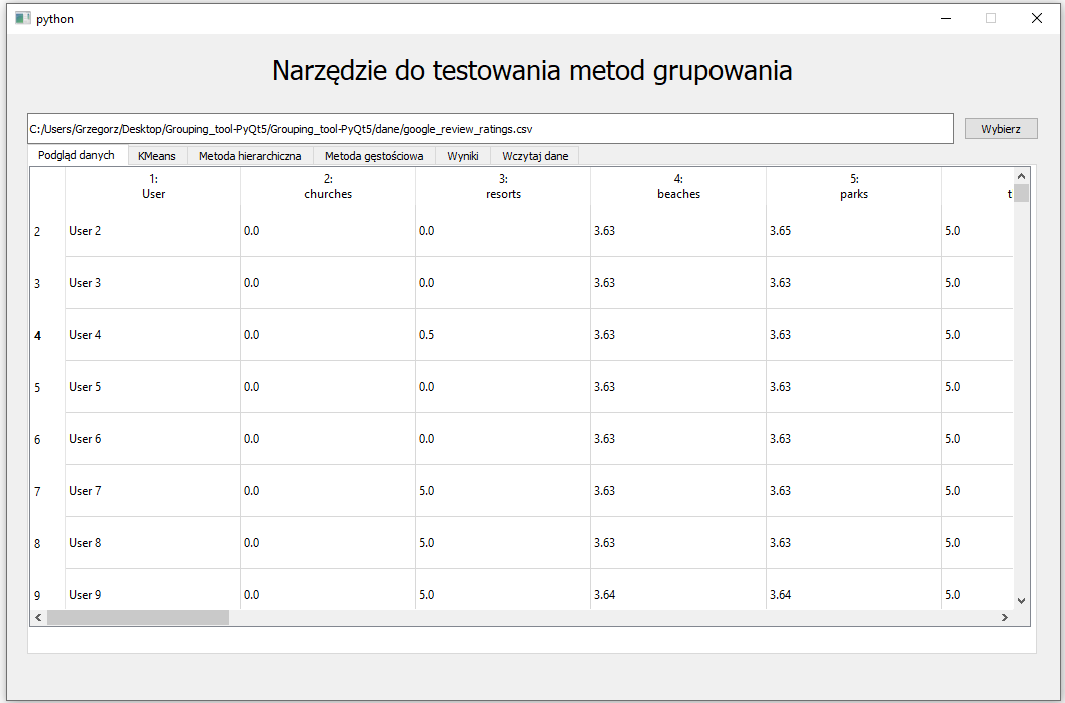 python
Narzędzie do testowania metod grupowania
C:/Users/Grzegorz/Desktop/Grouping_tool-PyQt5/Grouping_tool-PyQt5/dane/google_review_ratings.csv Wybierz
Podgląd danych KMeans Metoda hierarchiczna Metoda gęstościowa Wyniki Wczytaj dane
1: 2: 3: 4: 5:
User churches resorts beaches parks t
2 User 2 0.0 0.0 3.63 3.65 5.0
3 User 3 0.0 0.0 3.63 3.63 5.0
4 User 4 0.0 0.5 3.63 3.63 5.0
5 User 5 0.0 0.0 3.63 3.63 5.0
6 User 6 0.0 0.0 3.63 3.63 5.0
7 User 7 0.0 5.0 3.63 3.63 5.0
8 User 8 0.0 5.0 3.63 3.63 5.0
9 User 9 0.0 5.0 3.64 3.64 5.0